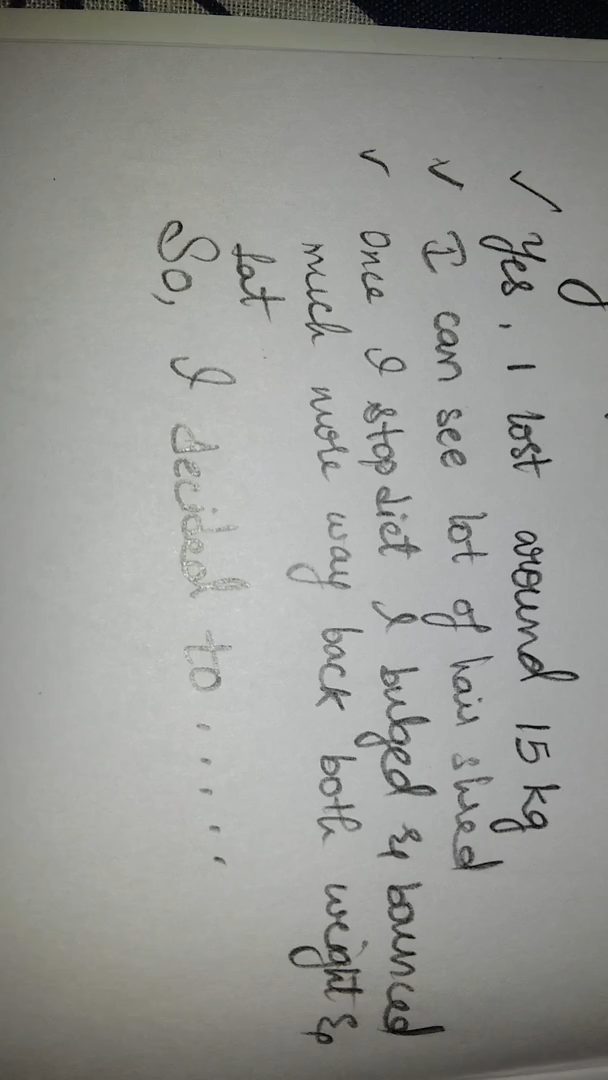 ✓ Yes, I lost around 15 kg
✓ I can see lot of hair shred
✓ Once I stop diet I bulged & bounced
much more way back both weight &
fat
So, I decided to . . . . . .